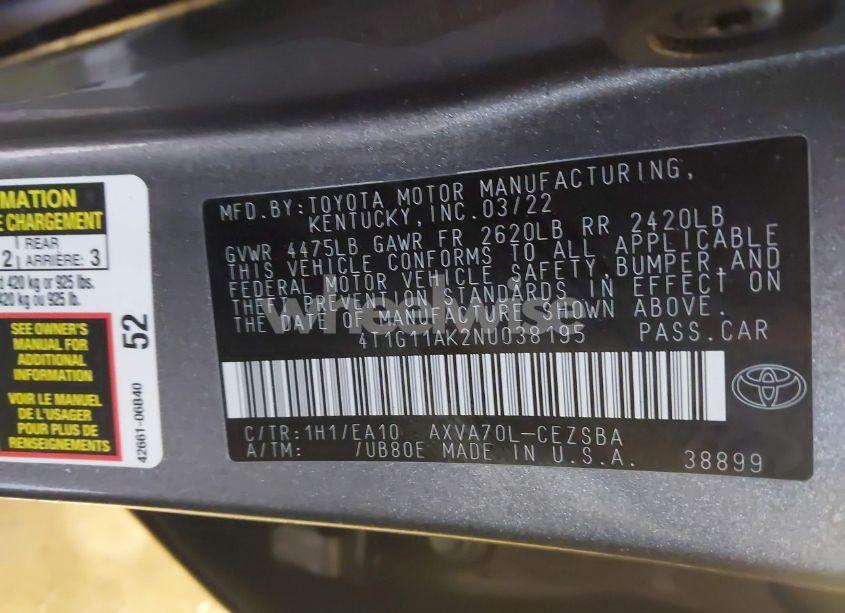 RMATION
E CHARGEMENT
2 | REAR ARRIÈRE: 3
d 420 kg or 925 lbs.
420 kg ou 925 lb.
SEE OWNER'S
MANUAL FOR
ADDITIONAL
INFORMATION
VOIR LE MANUEL
DE L'USAGER
POUR PLUS DE
RENSEIGNEMENTS
52
42661-06B40
MFD.BY:TOYOTA MOTOR MANUFACTURING,
KENTUCKY,INC.03/22
GVWR 4475LB GAWR FR 2620LB RR 2420LB
THIS VEHICLE CONFORMS TO ALL APPLICABLE
FEDERAL MOTOR VEHICLE SAFETY,BUMPER,AND
THEFT PREVENTION STANDARDS IN EFFECT ON
THE DATE OF MANUFACTURE SHOWN ABOVE.
4T1G11AK2NU038195 PASS.CAR
C/TR:1H1/EA10 AXVA70L-CEZSBA
A/TM: /UB80E MADE IN U.S.A. 38899
wheelwise